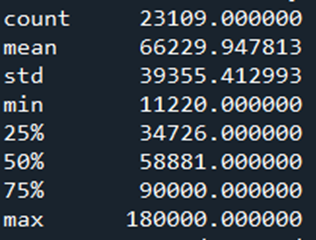 count 23109.000000
mean 66229.947813
std 39355.412993
min 11220.000000
25% 34726.000000
50% 58881.000000
75% 90000.000000
max 180000.000000